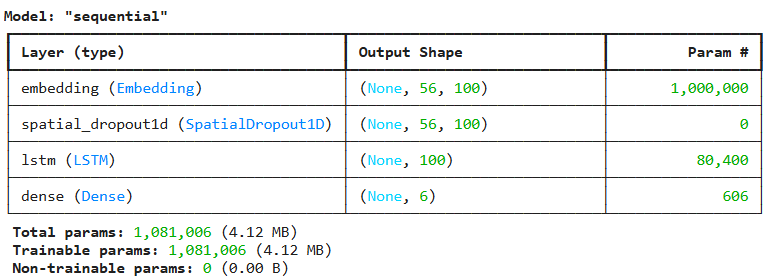 Model: "sequential"
Layer (type) Output Shape Param #
embedding (Embedding) (None, 56, 100) 1,000,000
spatial_dropout1d (SpatialDropout1D) (None, 56, 100) 0
lstm (LSTM) (None, 100) 80,400
dense (Dense) (None, 6) 606
Total params: 1,081,006 (4.12 MB)
Trainable params: 1,081,006 (4.12 MB)
Non-trainable params: 0 (0.00 B)